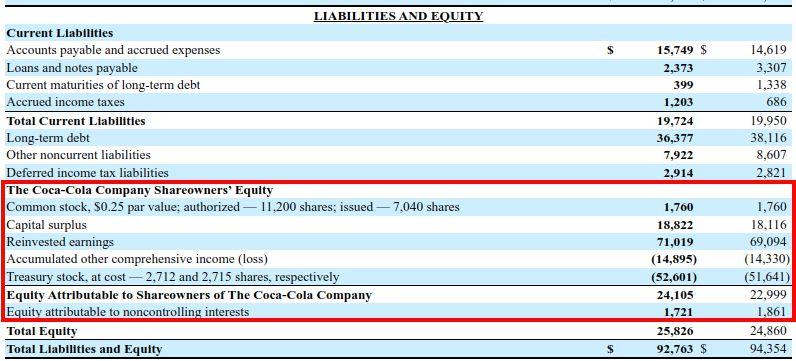 LIABILITIES AND EQUITY
Current Liabilities
Accounts payable and accrued expenses $ 15,749 $ 14,619
Loans and notes payable 2,373 3,307
Current maturities of long-term debt 399 1,338
Accrued income taxes 1,203 686
Total Current Liabilities 19,724 19,950
Long-term debt 36,377 38,116
Other noncurrent liabilities 7,922 8,607
Deferred income tax liabilities 2,914 2,821
The Coca-Cola Company Shareowners' Equity
Common stock, $0.25 par value; authorized — 11,200 shares; issued — 7,040 shares 1,760 1,760
Capital surplus 18,822 18,116
Reinvested earnings 71,019 69,094
Accumulated other comprehensive income (loss) (14,895) (14,330)
Treasury stock, at cost — 2,712 and 2,715 shares, respectively (52,601) (51,641)
Equity Attributable to Shareowners of The Coca-Cola Company 24,105 22,999
Equity attributable to noncontrolling interests 1,721 1,861
Total Equity 25,826 24,860
Total Liabilities and Equity $ 92,763 $ 94,354